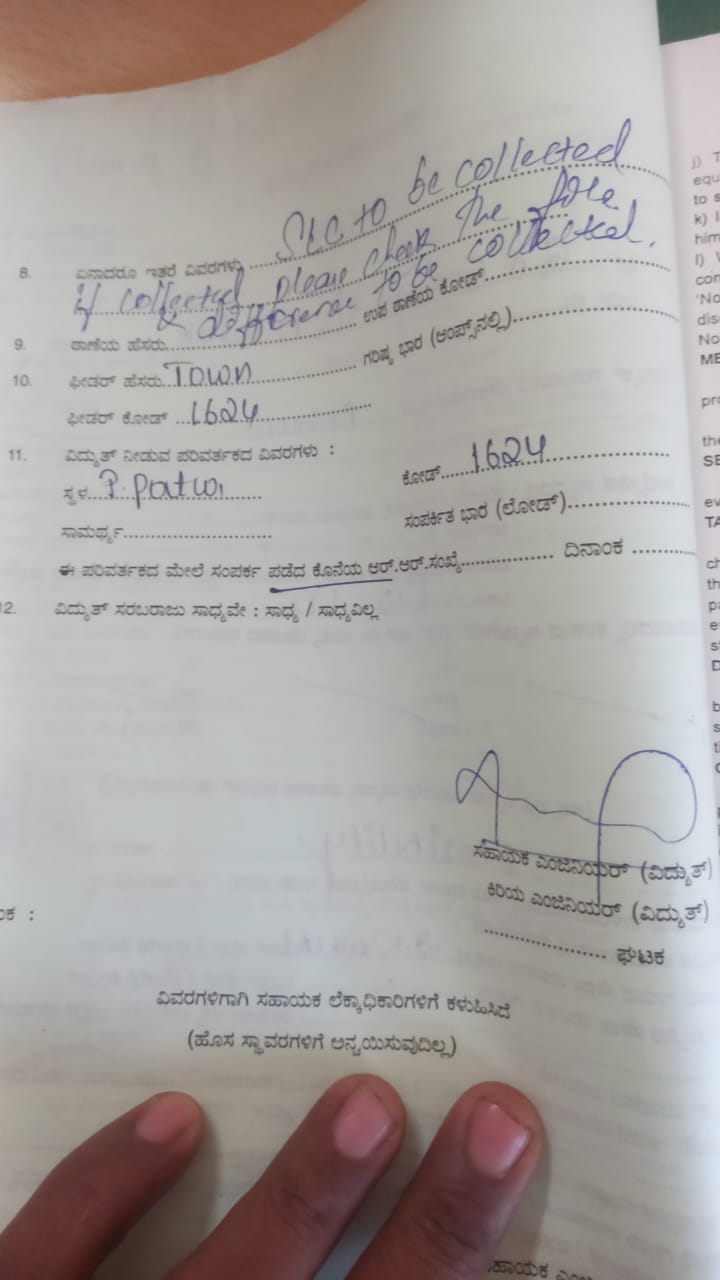 8. ಏನಾದರೂ ಇತರೆ ವಿವರಗಳು SLC to be collected
if collected please check the file
& difference to be collected.
9. ಠಾಣೆಯ ಹೆಸರು.................... ಉಪ ಠಾಣೆಯ ಕೋಡ್....................
10. ಫೀಡರ್ ಹೆಸರು Town .................... ಗರಿಷ್ಠ ಭಾರ (ಆಂಪ್ಸ್‌ನಲ್ಲಿ)....................
ಫೀಡರ್ ಕೋಡ್ ...1624....................
11. ವಿದ್ಯುತ್ ನೀಡುವ ಪರಿವರ್ತಕದ ವಿವರಗಳು :
ಸ್ಥಳ.... ಕೋಡ್....1624....................
ಸಾಮರ್ಥ್ಯ.................... ಸಂಪರ್ಕಿತ ಭಾರ (ಲೋಡ್)....................
ಈ ಪರಿವರ್ತಕದ ಮೇಲೆ ಸಂಪರ್ಕ ಪಡೆದ ಕೊನೆಯ ಆರ್.ಆರ್.ಸಂಖ್ಯೆ............... ದಿನಾಂಕ ...........
12. ವಿದ್ಯುತ್ ಸರಬರಾಜು ಸಾಧ್ಯವೇ : ಸಾಧ್ಯ / ಸಾಧ್ಯವಿಲ್ಲ
ಸಹಾಯಕ ಎಂಜಿನಿಯರ್ (ವಿದ್ಯುತ್)
ಕಿರಿಯ ಎಂಜಿನಿಯರ್ (ವಿದ್ಯುತ್)
.................... ಘಟಕ
ವಿವರಗಳಿಗಾಗಿ ಸಹಾಯಕ ಲೆಕ್ಕಾಧಿಕಾರಿಗಳಿಗೆ ಕಳುಹಿಸಿದೆ
(ಹೊಸ ಸ್ಥಾವರಗಳಿಗೆ ಅನ್ವಯಿಸುವುದಿಲ್ಲ)